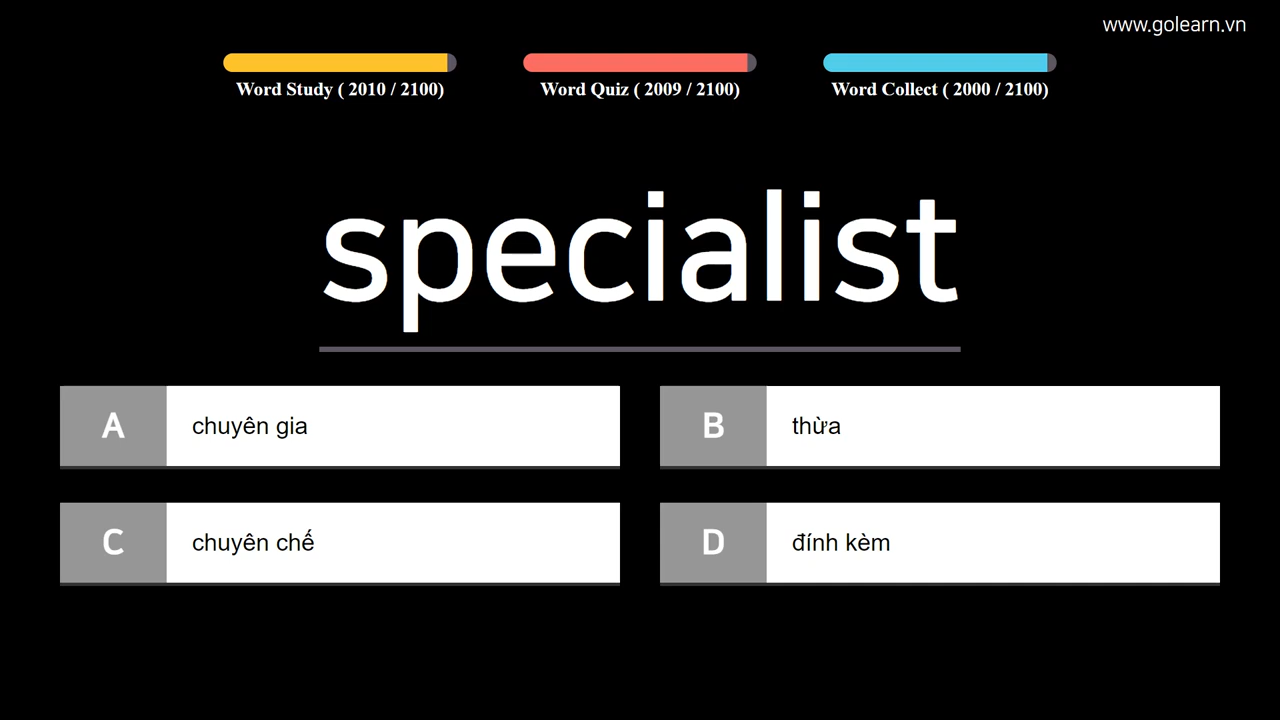 www.golearn.vn
Word Study ( 2010 / 2100)
Word Quiz ( 2009 / 2100)
Word Collect ( 2000 / 2100)
specialist
A chuyên gia
B thừa
C chuyên chế
D đính kèm